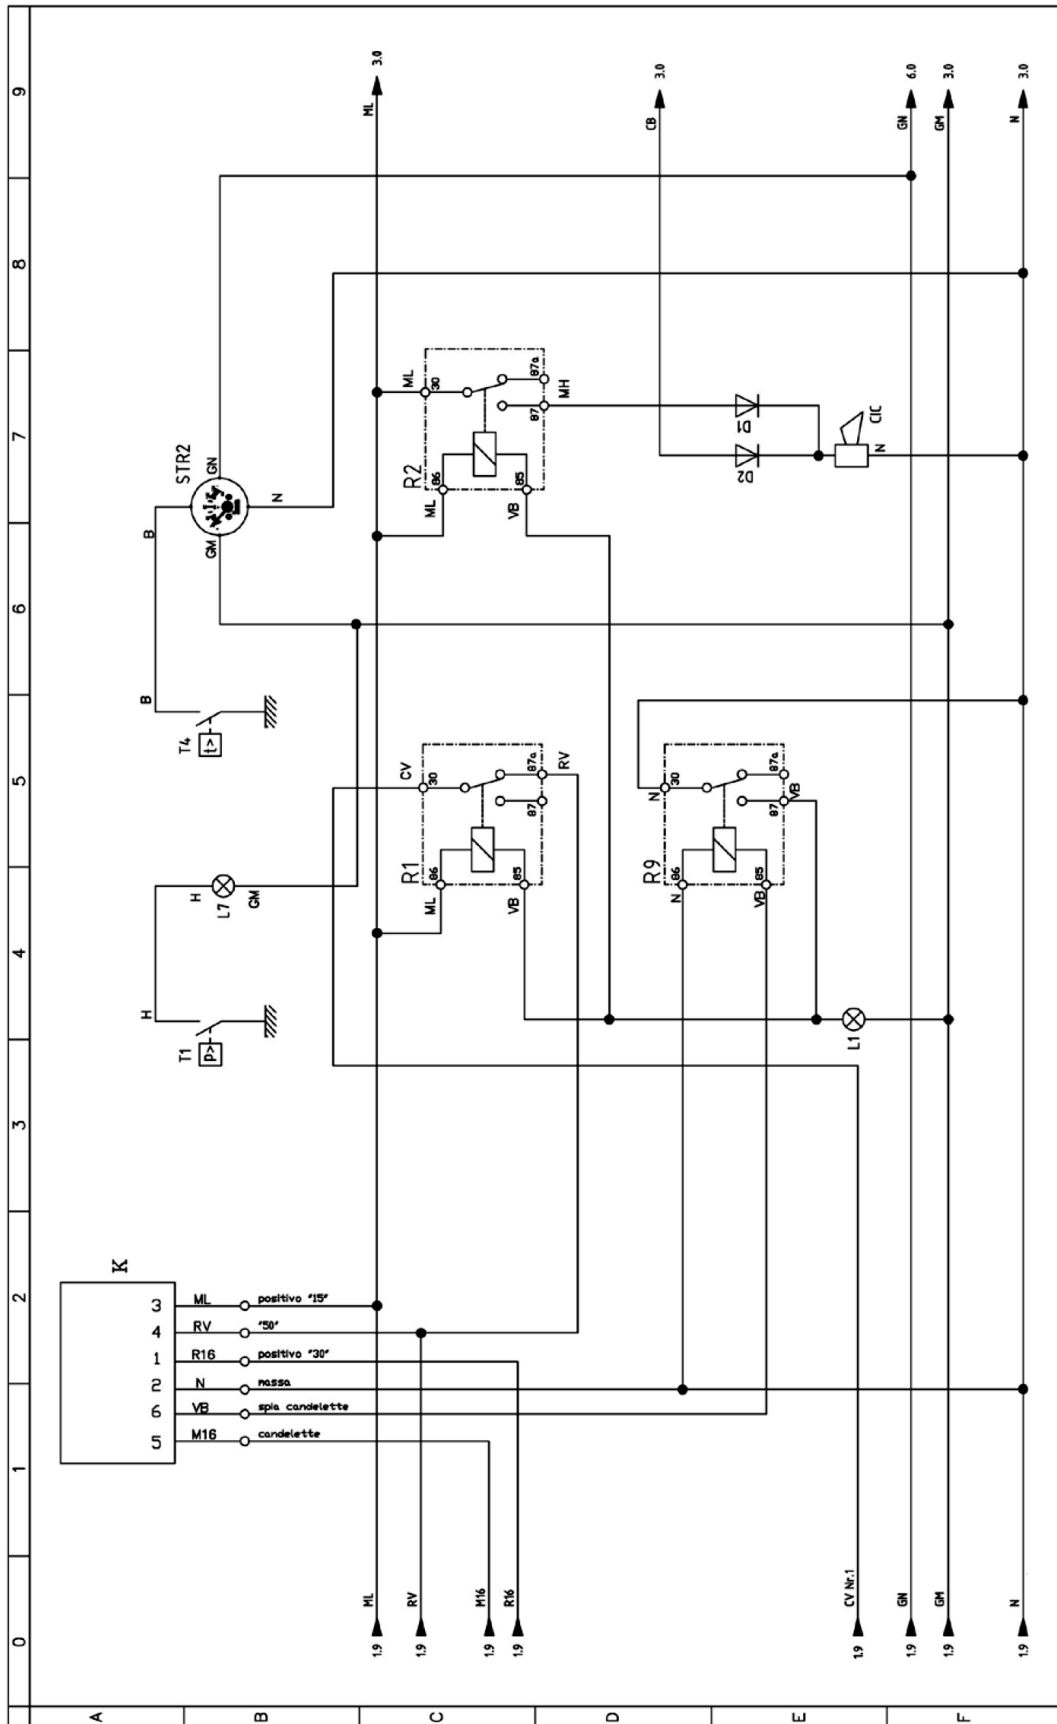 0 1 2 3 4 5 6 7 8 9
A
B
C
D
E
F
K
3 ML positivo "15"
4 RV "50"
1 R16 positivo "30"
2 N massa
6 VB spia candelette
5 M16 candelette
1.9 ML
1.9 RV
1.9 M16
1.9 R16
1.9 CV Nr.1
1.9 GN
1.9 GM
1.9 N
T1
p>
H
H
L7
GM
T4
t>
B
B
STR2
GM
GN
N
R1
ML
86
VB
85
CV
30
87
87a
RV
R2
ML
86
VB
85
ML
30
87
87a
MH
R9
N
86
VB
85
N
30
87
87a
VB
L1
D2
D1
CIC
N
ML 3.0
CB 3.0
GN 6.0
GM 3.0
N 3.0